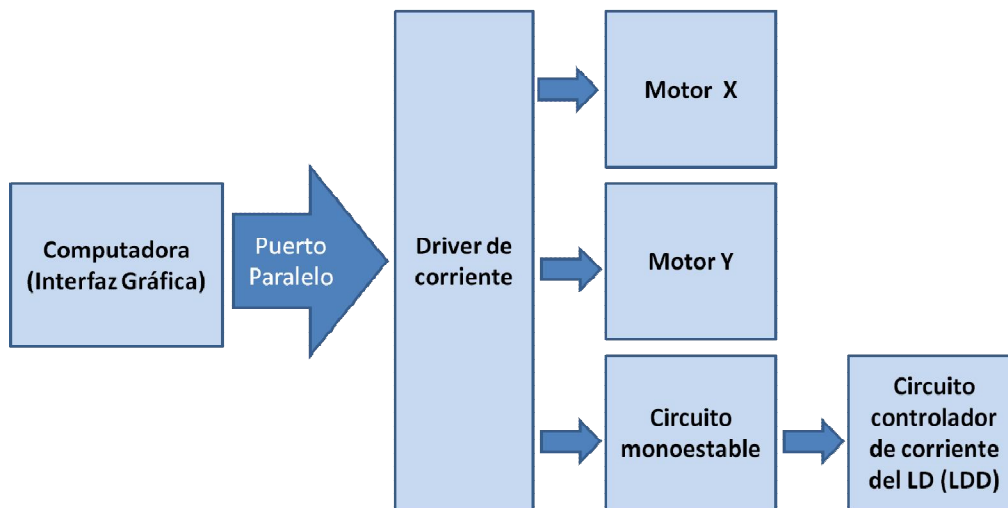 Computadora
(Interfaz Gráfica)
Puerto
Paralelo
Driver de
corriente
Motor X
Motor Y
Circuito
monoestable
Circuito
controlador
de corriente
del LD (LDD)